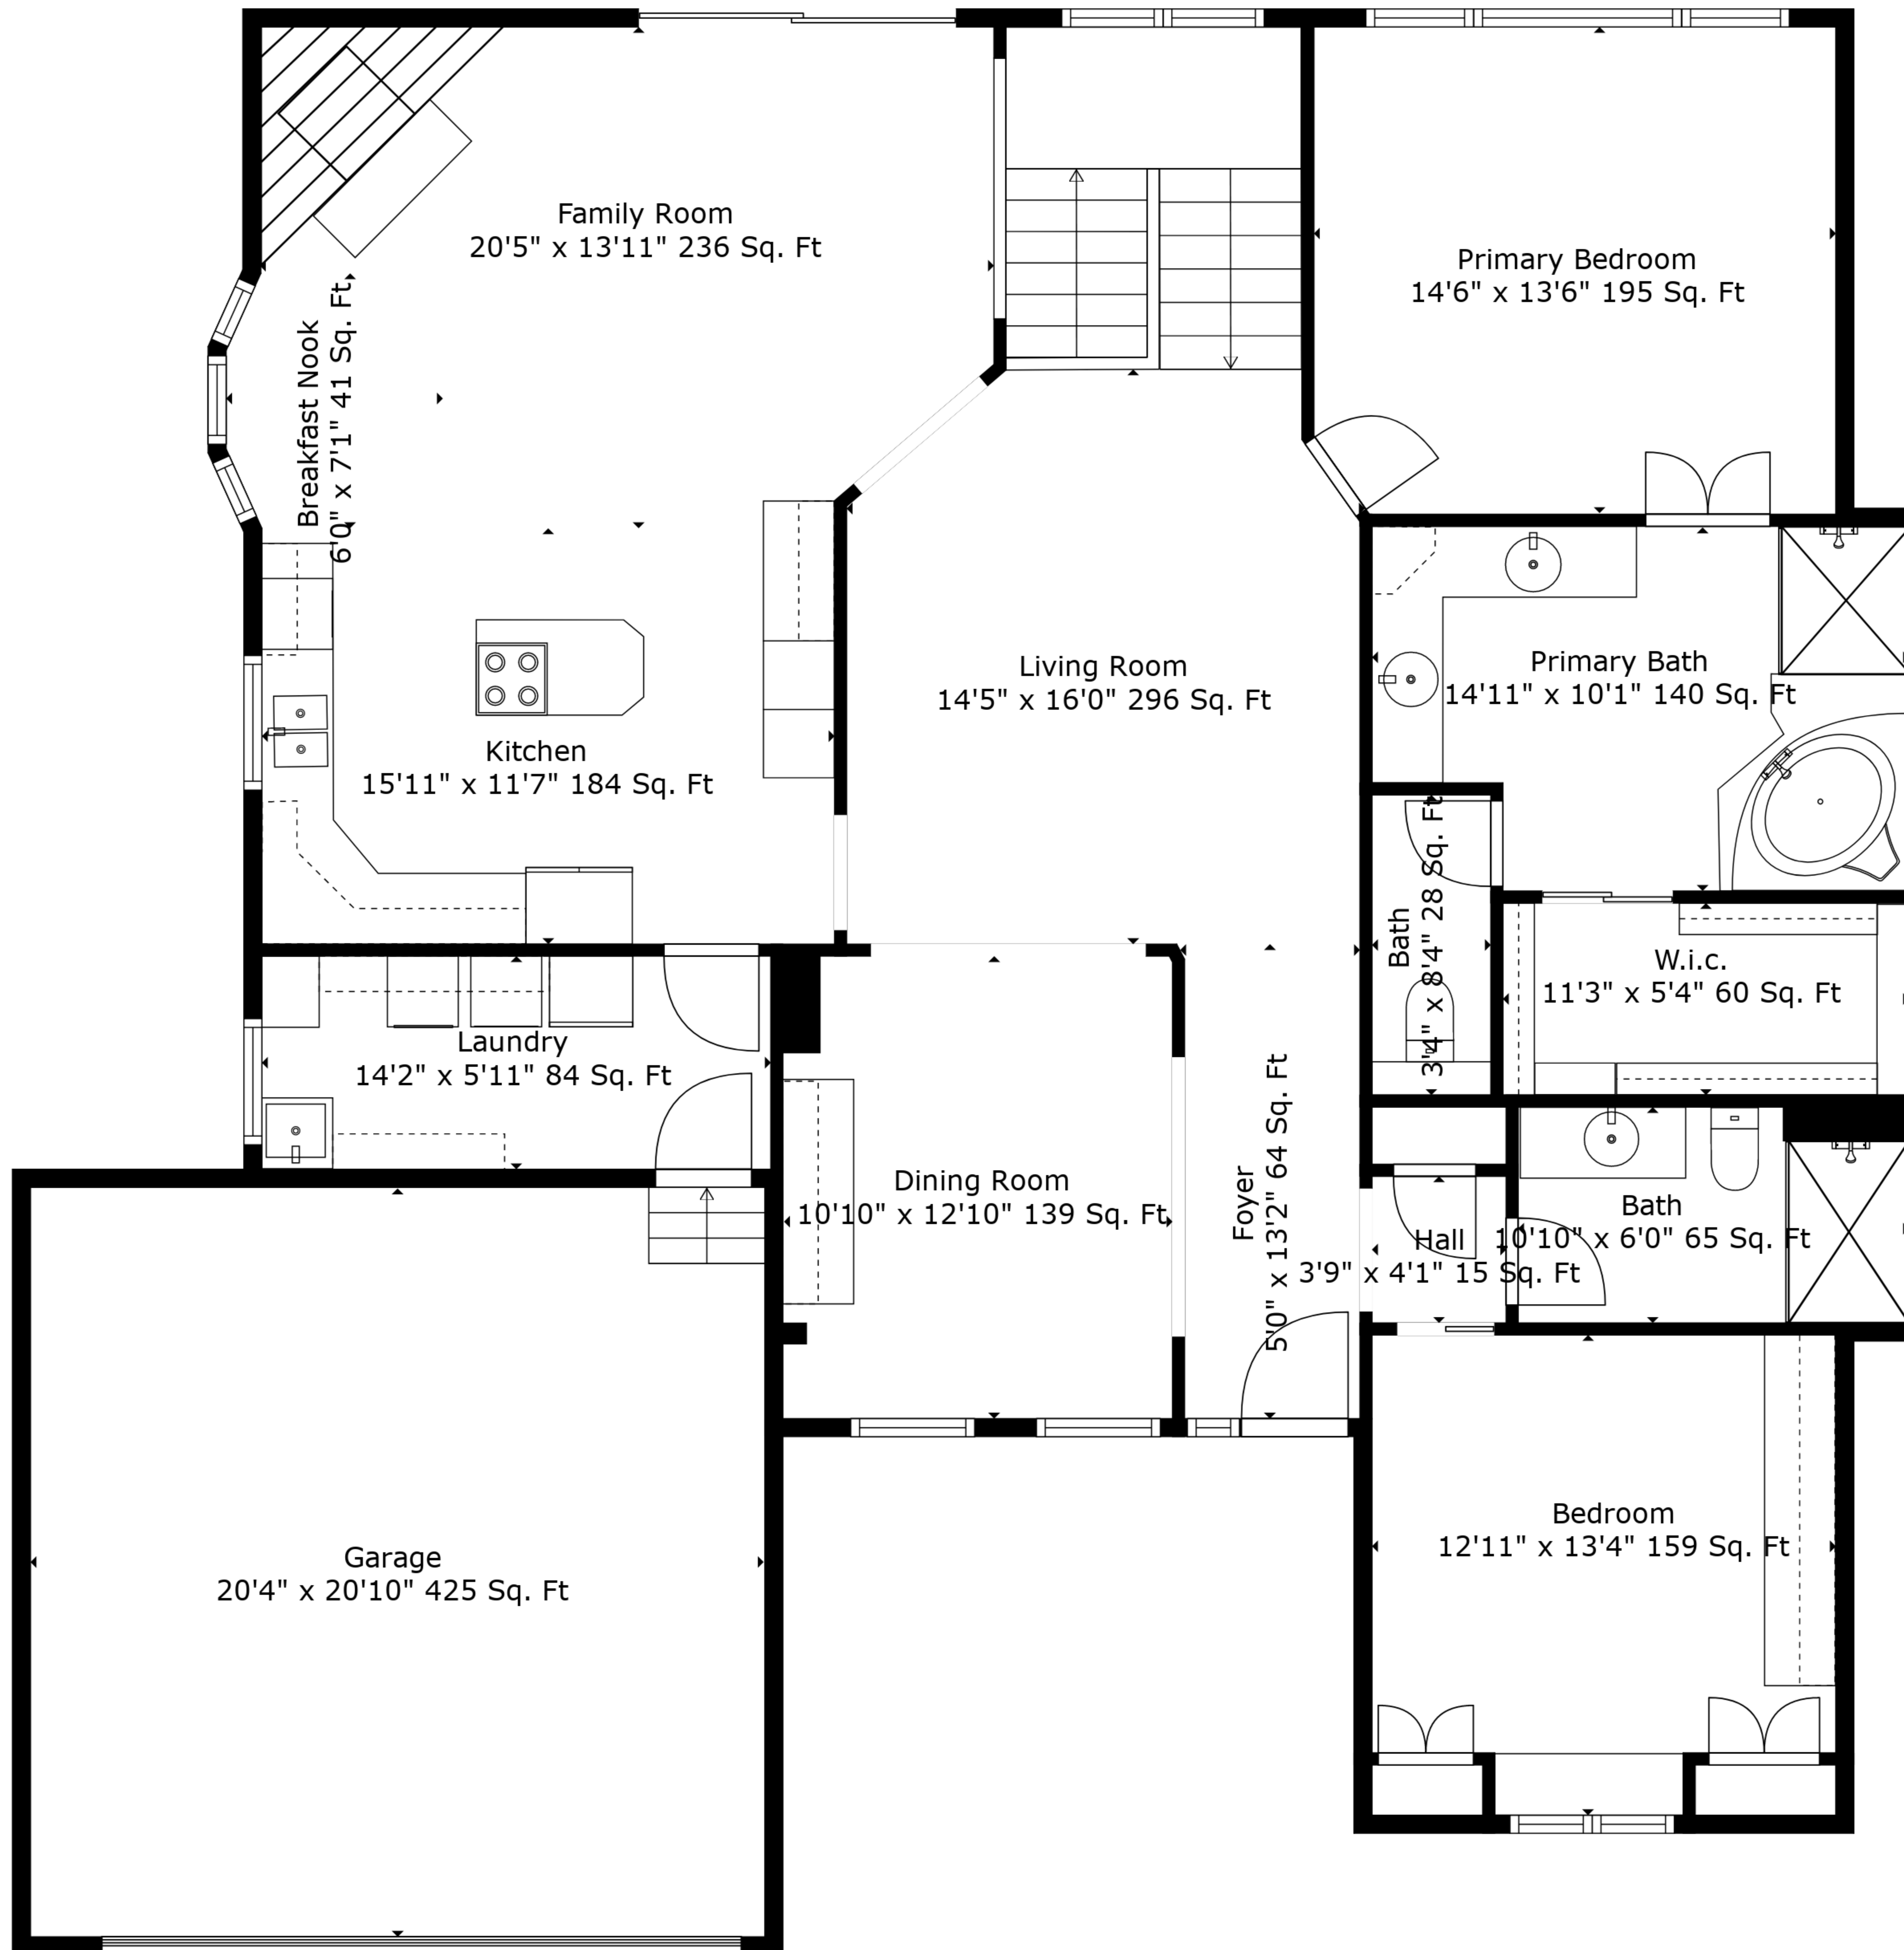 Family Room
20'5" x 13'11" 236 Sq. Ft
Primary Bedroom
14'6" x 13'6" 195 Sq. Ft
Breakfast Nook
6'0" x 7'1" 41 Sq. Ft
Living Room
14'5" x 16'0" 296 Sq. Ft
Primary Bath
14'11" x 10'1" 140 Sq. Ft
Kitchen
15'11" x 11'7" 184 Sq. Ft
Bath
3'4" x 8'4" 28 Sq. Ft
W.i.c.
11'3" x 5'4" 60 Sq. Ft
Laundry
14'2" x 5'11" 84 Sq. Ft
Dining Room
10'10" x 12'10" 139 Sq. Ft
Foyer
5'0" x 13'2" 64 Sq. Ft
Hall
3'9" x 4'1" 15 Sq. Ft
Bath
10'10" x 6'0" 65 Sq. Ft
Bedroom
12'11" x 13'4" 159 Sq. Ft
Garage
20'4" x 20'10" 425 Sq. Ft